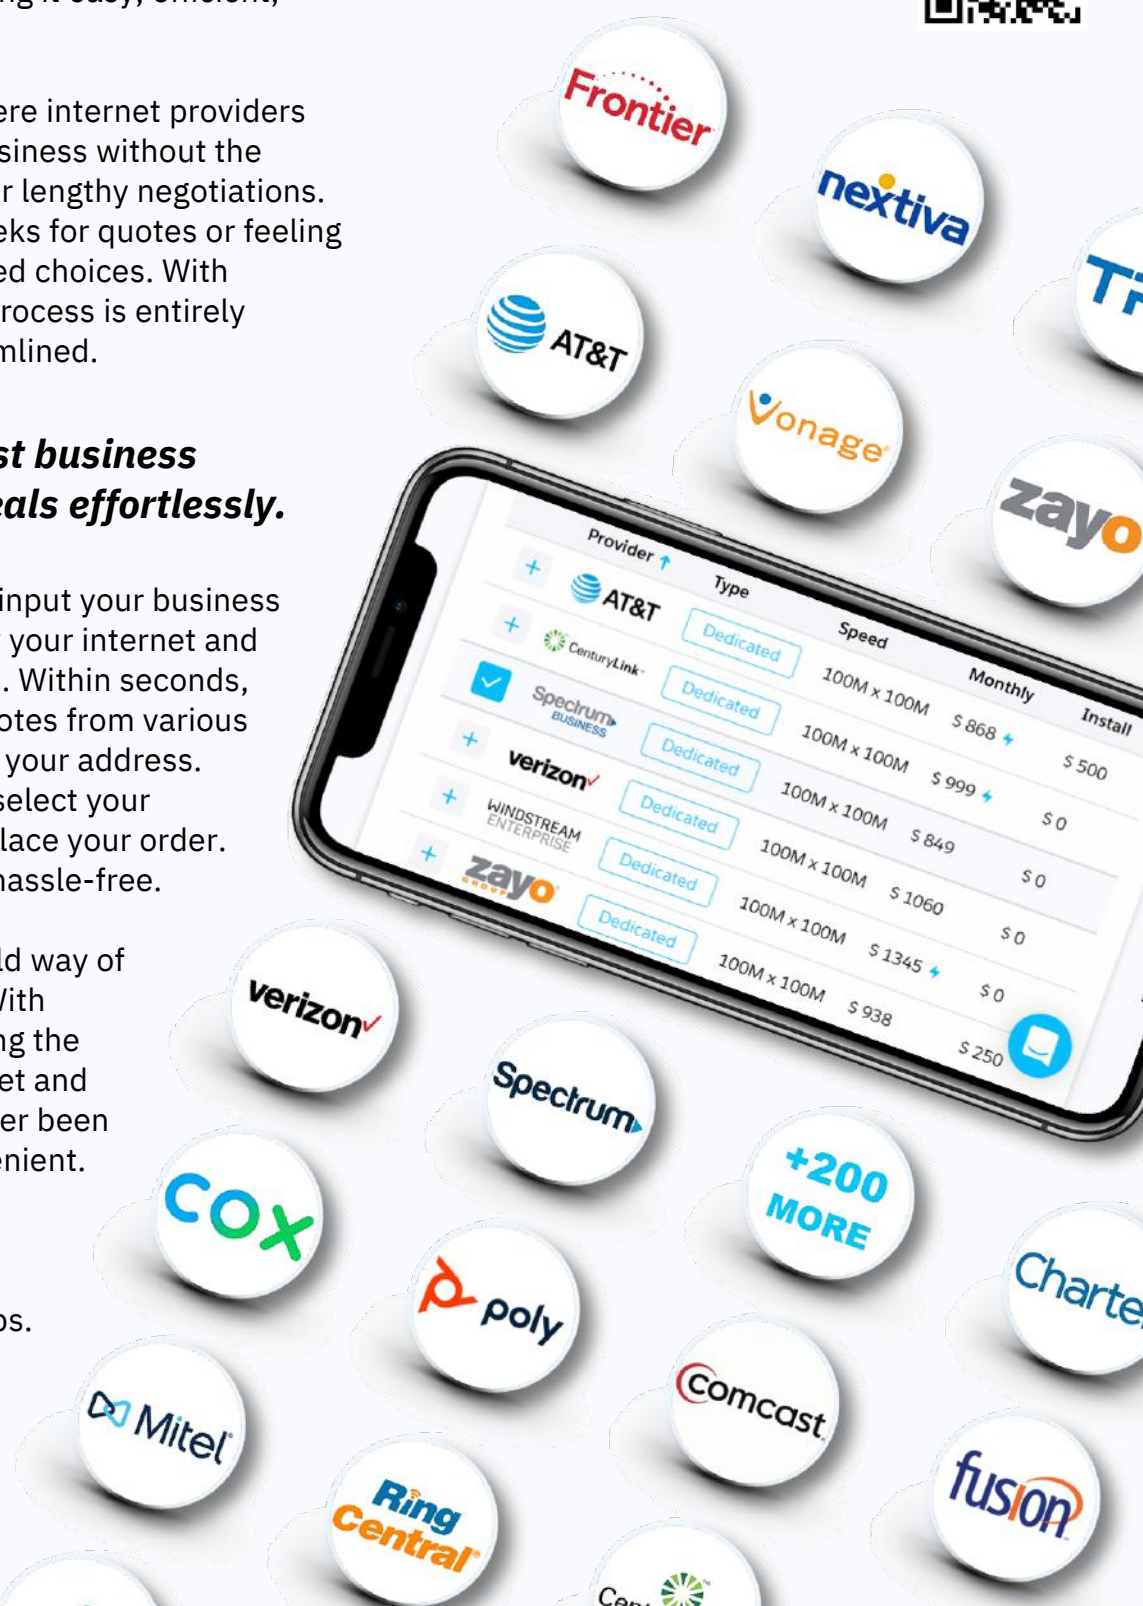 ere internet providers
siness without the
r lengthy negotiations.
eks for quotes or feeling
ed choices. With
rocess is entirely
mlined.
st business
eals effortlessly.
input your business
your internet and
. Within seconds,
otes from various
your address.
select your
lace your order.
hassle-free.
ld way of
ng the
et and
er been
enient.
os.
Frontier
nextiva
AT&T
Vonage
zayo
Provider ↑ Type Speed Monthly Install
+ AT&T Dedicated 100M x 100M $ 868 $ 500
+ CenturyLink Dedicated 100M x 100M $ 999 $ 0
Spectrum BUSINESS Dedicated 100M x 100M $ 849 $ 0
+ verizon Dedicated 100M x 100M $ 1060 $ 0
+ WINDSTREAM ENTERPRISE Dedicated 100M x 100M $ 1345 $ 0
+ zayo GROUP Dedicated 100M x 100M $ 938 $ 250
verizon
Spectrum
COX
+200
MORE
poly
Charte
Comcast
Mitel
Ring
Central
fusion